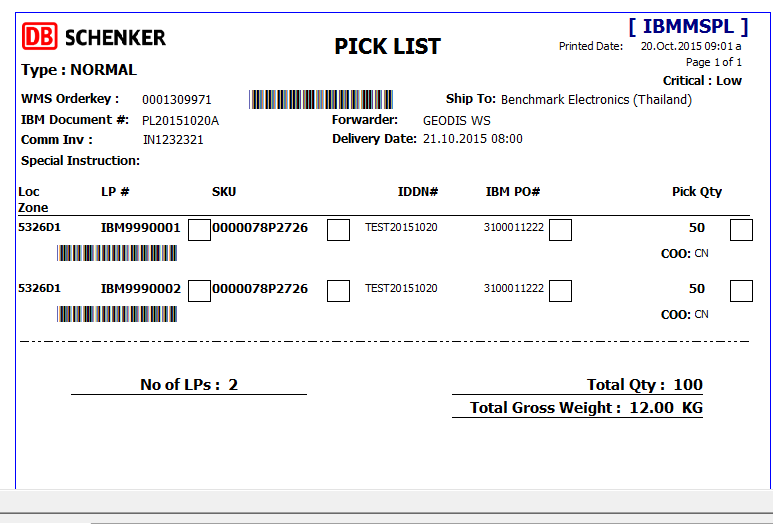 [ IBMMSPL ]
DB SCHENKER
PICK LIST
Printed Date: 20.Oct.2015 09:01 a
Page 1 of 1
Type : NORMAL
Critical : Low
WMS Orderkey : 0001309971 Ship To: Benchmark Electronics (Thailand)
IBM Document #: PL20151020A Forwarder: GEODIS WS
Comm Inv : IN1232321 Delivery Date: 21.10.2015 08:00
Special Instruction:
Loc Zone LP # SKU IDDN# IBM PO# Pick Qty
5326D1 IBM9990001 0000078P2726 TEST20151020 3100011222 50
COO: CN
5326D1 IBM9990002 0000078P2726 TEST20151020 3100011222 50
COO: CN
No of LPs : 2 Total Qty : 100
Total Gross Weight : 12.00 KG